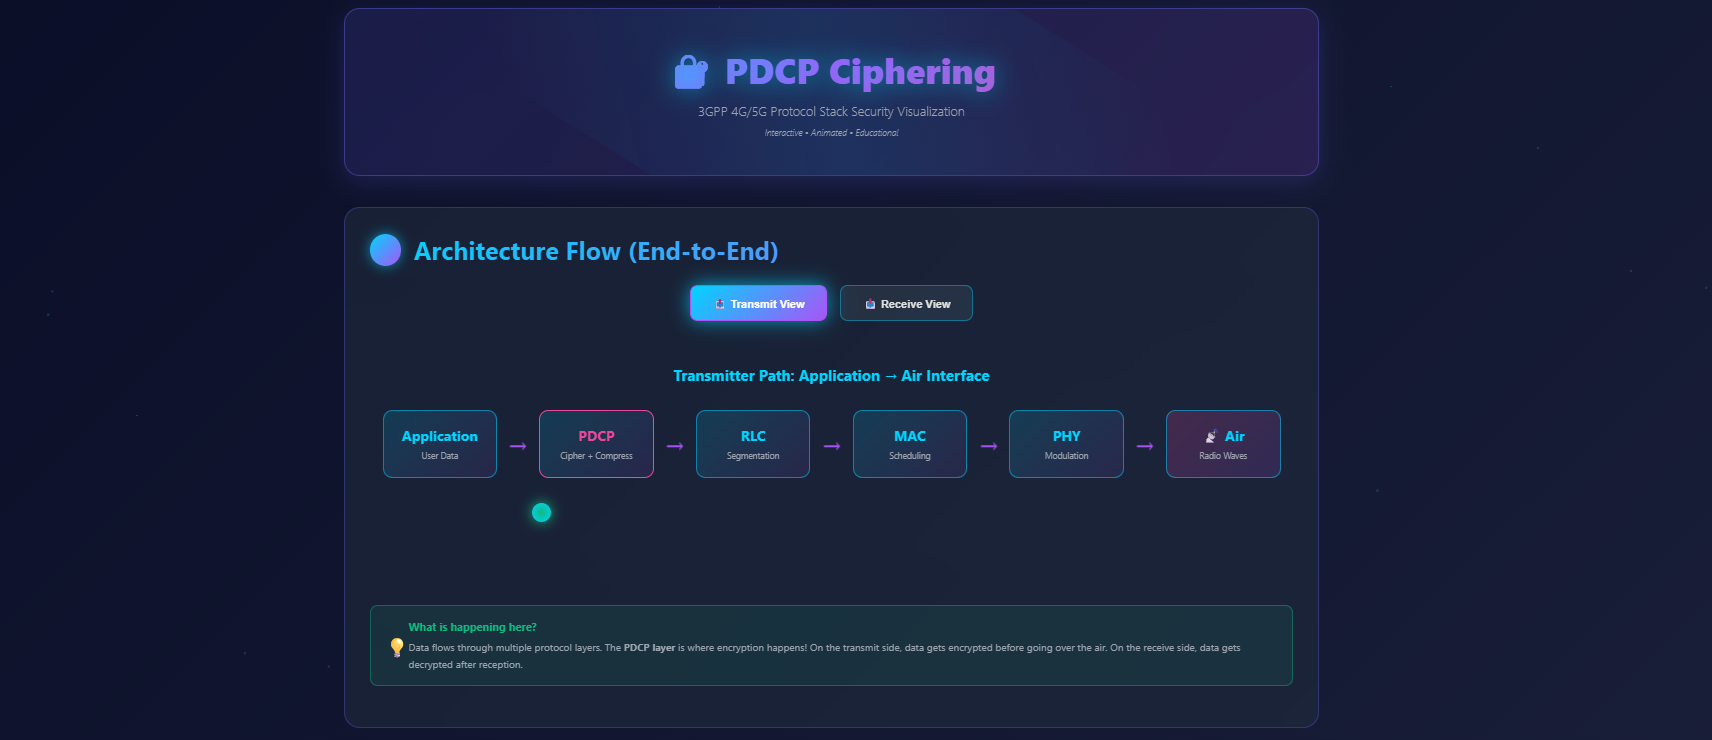 PDCP Ciphering
3GPP 4G/5G Protocol Stack Security Visualization
Interactive • Animated • Educational
Architecture Flow (End-to-End)
Transmit View
Receive View
Transmitter Path: Application → Air Interface
Application
User Data
→
PDCP
Cipher + Compress
→
RLC
Segmentation
→
MAC
Scheduling
→
PHY
Modulation
→
Air
Radio Waves
What is happening here?
Data flows through multiple protocol layers. The PDCP layer is where encryption happens! On the transmit side, data gets encrypted before going over the air. On the receive side, data gets
decrypted after reception.